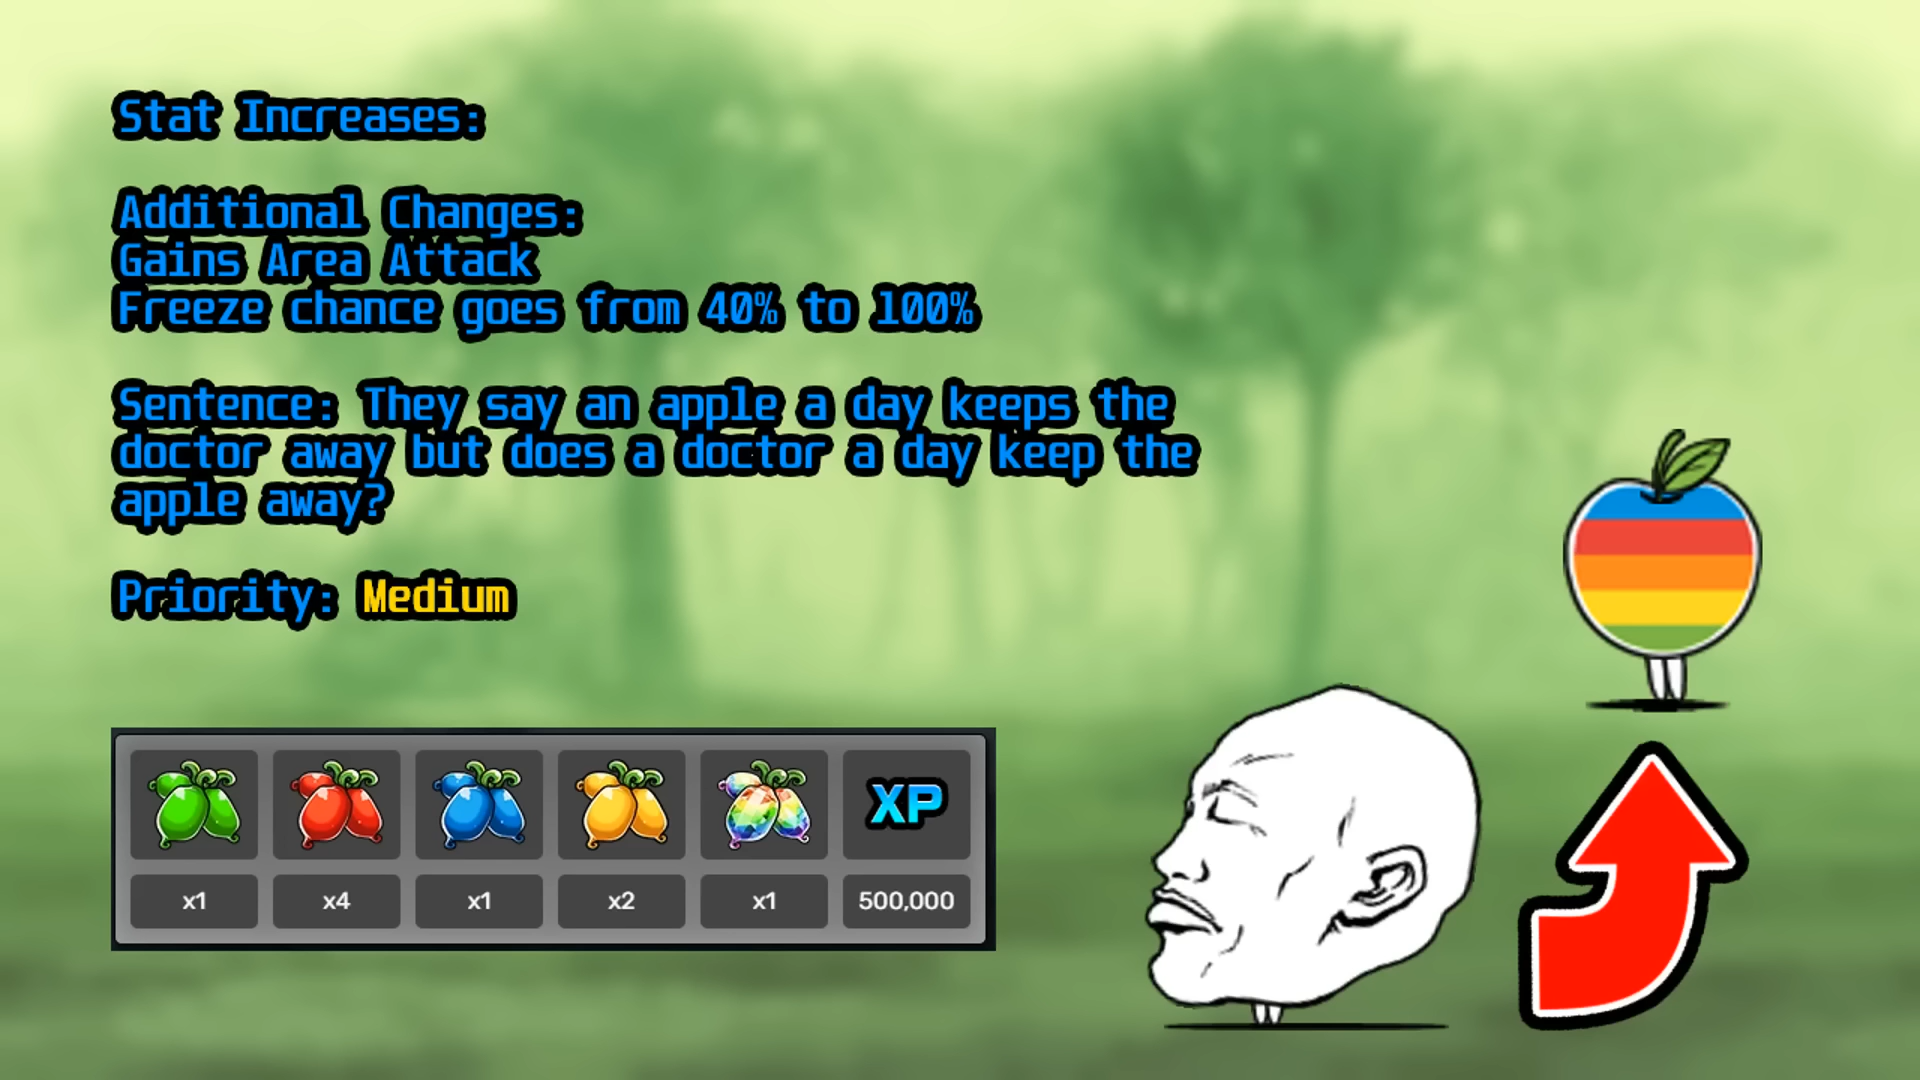 Stat Increases:
Additional Changes:
Gains Area Attack
Freeze chance goes from 40% to 100%
Sentence: They say an apple a day keeps the
doctor away but does a doctor a day keep the
apple away?
Priority: Medium
XP
x1 x4 x1 x2 x1 500,000